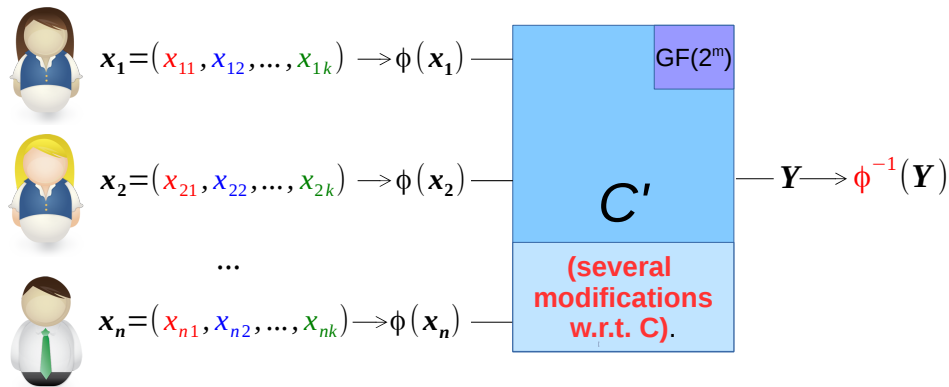 x₁=(x₁₁, x₁₂, ..., x₁ₖ) → ϕ(x₁)
GF(2ᵐ)
x₂=(x₂₁, x₂₂, ..., x₂ₖ) → ϕ(x₂)
C'
Y → ϕ⁻¹(Y)
...
(several
modifications
w.r.t. C).
xₙ=(xₙ₁, xₙ₂, ..., xₙₖ) → ϕ(xₙ)